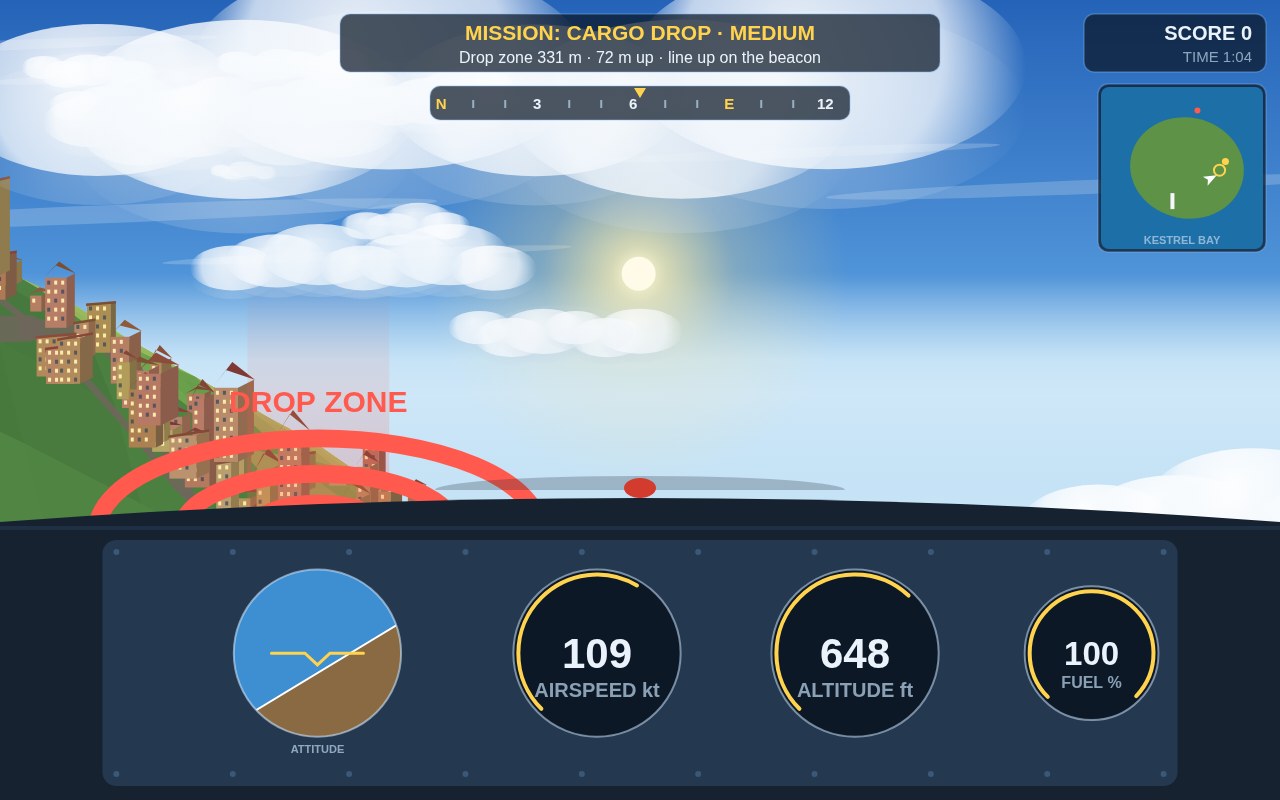 MISSION: CARGO DROP · MEDIUM
Drop zone 331 m · 72 m up · line up on the beacon
SCORE 0
TIME 1:04
N 3 6 E 12
KESTREL BAY
DROP ZONE
109
AIRSPEED kt
648
ALTITUDE ft
100
FUEL %
ATTITUDE